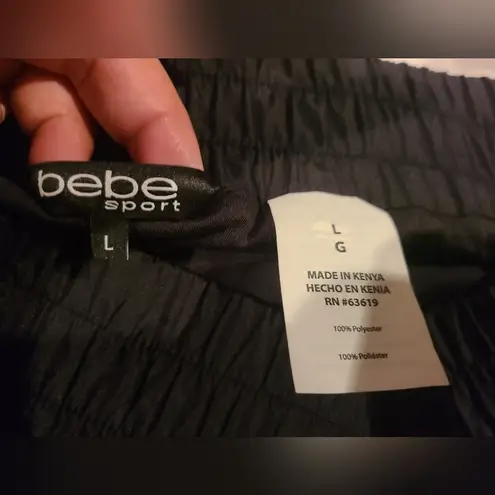 bebe
sport
L
L
G
MADE IN KENYA
HECHO EN KENIA
RN #63619
100% Polyester
100% Poliéster